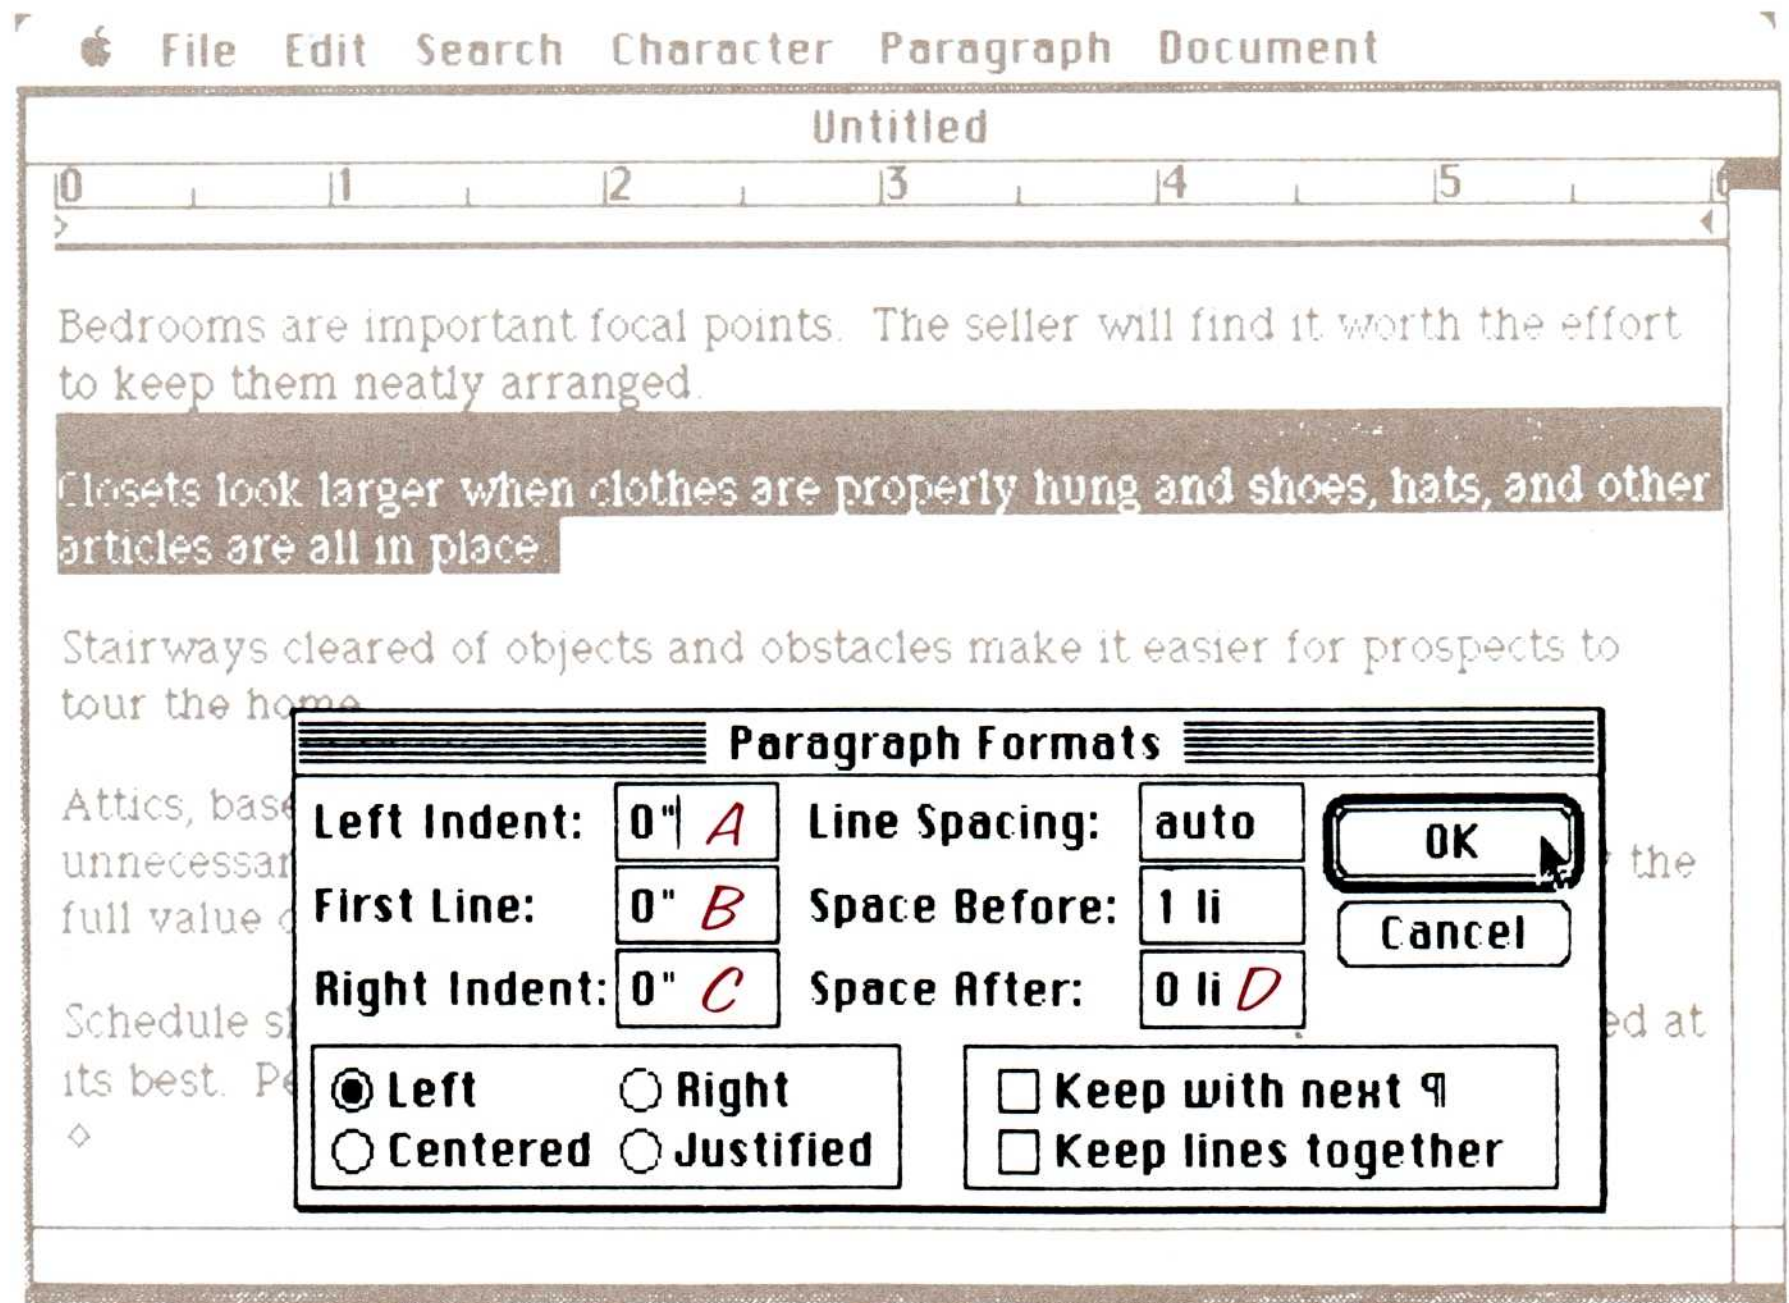 File Edit Search Character Paragraph Document
Untitled
0 1 2 3 4 5 6
Bedrooms are important focal points. The seller will find it worth the effort
to keep them neatly arranged.
Closets look larger when clothes are properly hung and shoes, hats, and other
articles are all in place.
Stairways cleared of objects and obstacles make it easier for prospects to
tour the home
Paragraph Formats
Attics, base
Left Indent: 0" A Line Spacing: auto OK
unnecessar the
First Line: 0" B Space Before: 1 li Cancel
full value
Right Indent: 0" C Space After: 0 li D
Schedule s ed at
its best. Pe
Left Right Keep with next ¶
Centered Justified Keep lines together